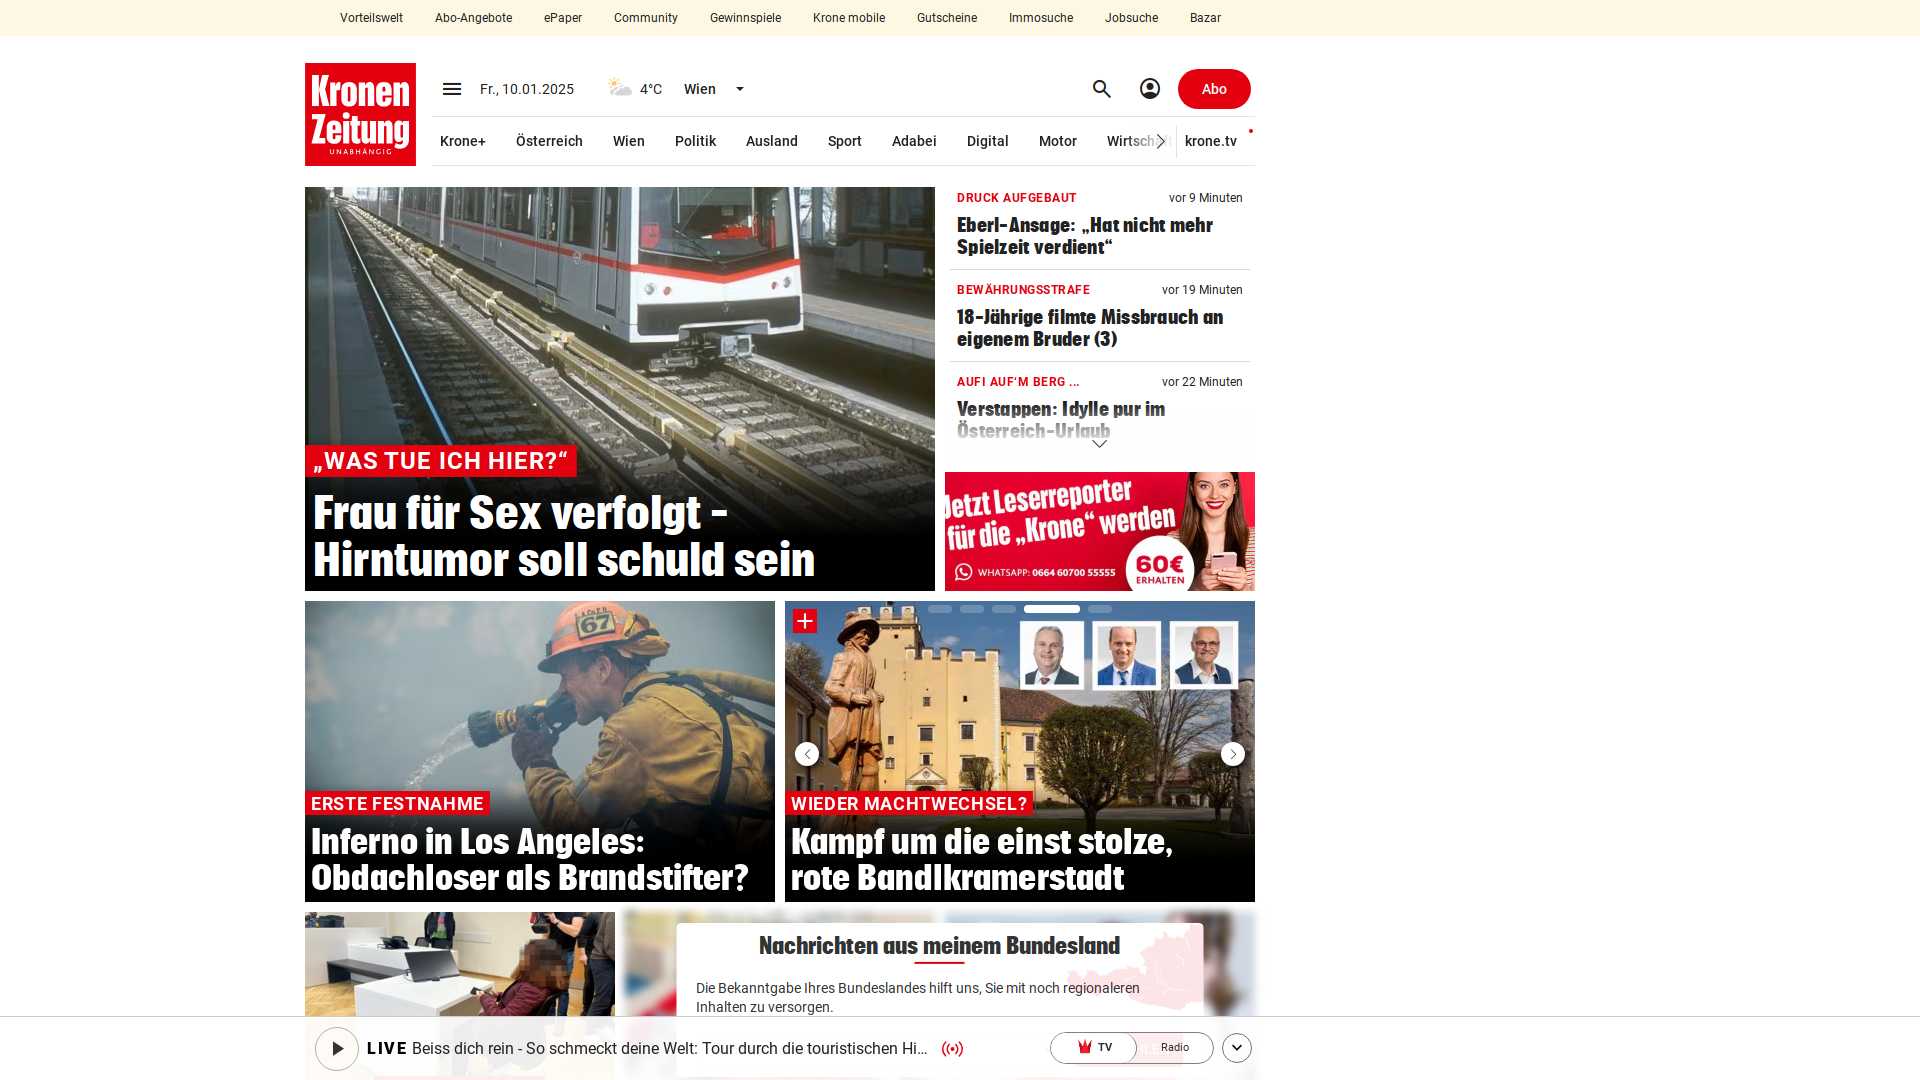 Vorteilswelt Abo-Angebote ePaper Community Gewinnspiele Krone mobile Gutscheine Immosuche Jobsuche Bazar
Kronen
Zeitung
UNABHÄNGIG
Fr., 10.01.2025 4°C Wien Abo
Krone+ Österreich Wien Politik Ausland Sport Adabei Digital Motor Wirtschaft krone.tv
„WAS TUE ICH HIER?“
Frau für Sex verfolgt –
Hirntumor soll schuld sein
DRUCK AUFGEBAUT vor 9 Minuten
Eberl-Ansage: „Hat nicht mehr
Spielzeit verdient“
BEWÄHRUNGSSTRAFE vor 19 Minuten
18-Jährige filmte Missbrauch an
eigenem Bruder (3)
AUFI AUF‘M BERG ... vor 22 Minuten
Verstappen: Idylle pur im
Österreich-Urlaub
Jetzt Leserreporter
für die „Krone“ werden
WHATSAPP: 0664 60700 55555
60€
ERHALTEN
67
ERSTE FESTNAHME
Inferno in Los Angeles:
Obdachloser als Brandstifter?
WIEDER MACHTWECHSEL?
Kampf um die einst stolze,
rote Bandlkramerstadt
Nachrichten aus meinem Bundesland
Die Bekanntgabe Ihres Bundeslandes hilft uns, Sie mit noch regionaleren
Inhalten zu versorgen.
LIVE Beiss dich rein - So schmeckt deine Welt: Tour durch die touristischen Hi... TV Radio